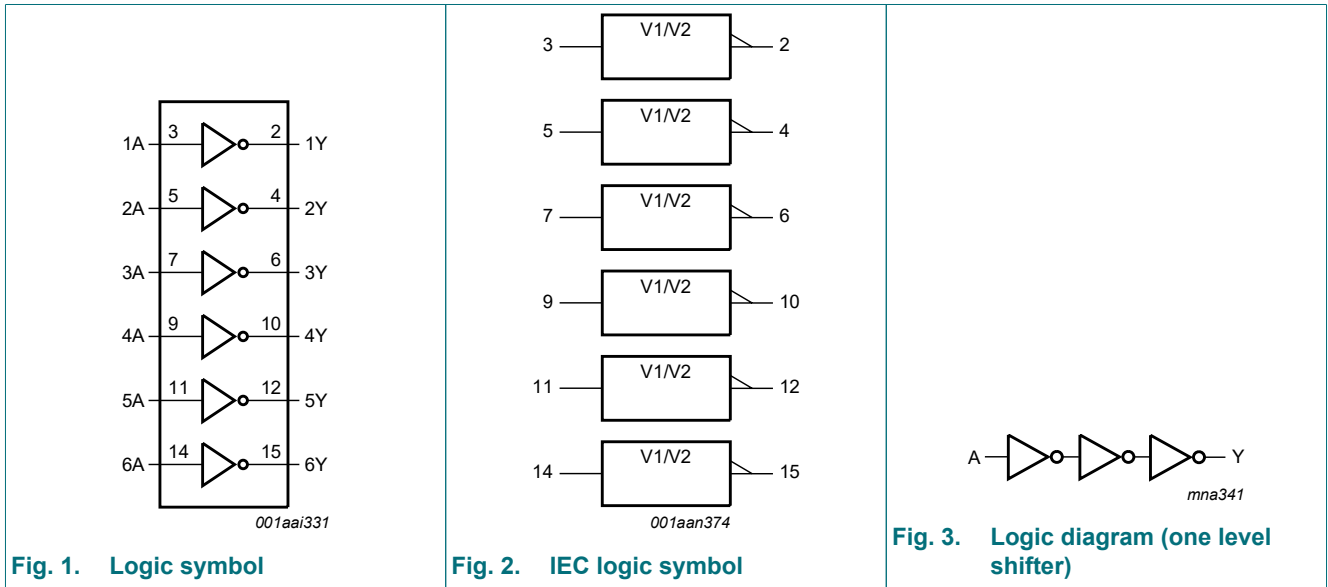 1A 3 2 1Y
2A 5 4 2Y
3A 7 6 3Y
4A 9 10 4Y
5A 11 12 5Y
6A 14 15 6Y
001aai331
Fig. 1. Logic symbol
V1/V2
3 2
V1/V2
5 4
V1/V2
7 6
V1/V2
9 10
V1/V2
11 12
V1/V2
14 15
001aan374
Fig. 2. IEC logic symbol
A Y
mna341
Fig. 3. Logic diagram (one level
shifter)